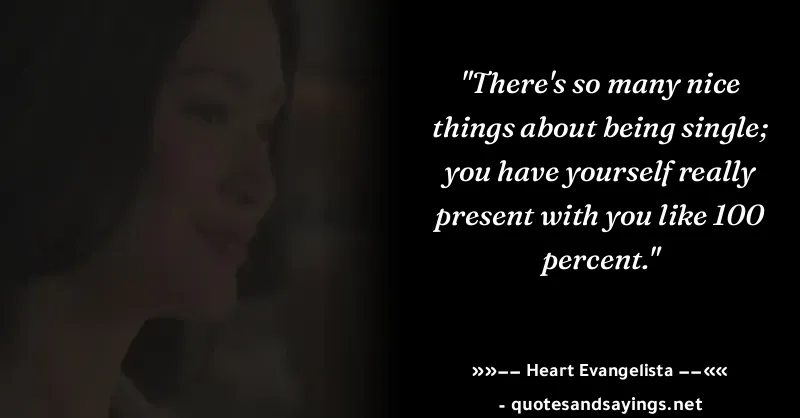 "There's so many nice
things about being single;
you have yourself really
present with you like 100
percent."
»»−− Heart Evangelista −−««
- quotesandsayings.net